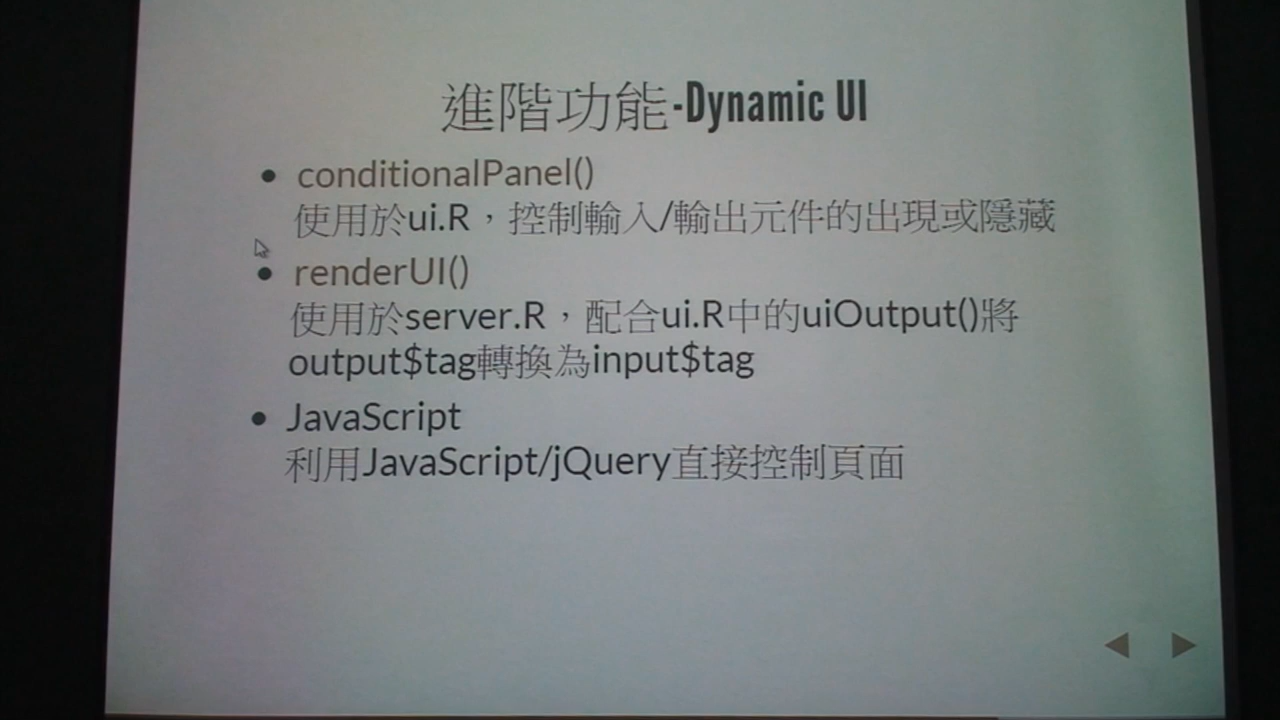 進階功能-Dynamic UI
conditionalPanel()
使用於ui.R，控制輸入/輸出元件的出現或隱藏
renderUI()
使用於server.R，配合ui.R中的uiOutput()將
output$tag轉換為input$tag
JavaScript
利用JavaScript/jQuery直接控制頁面